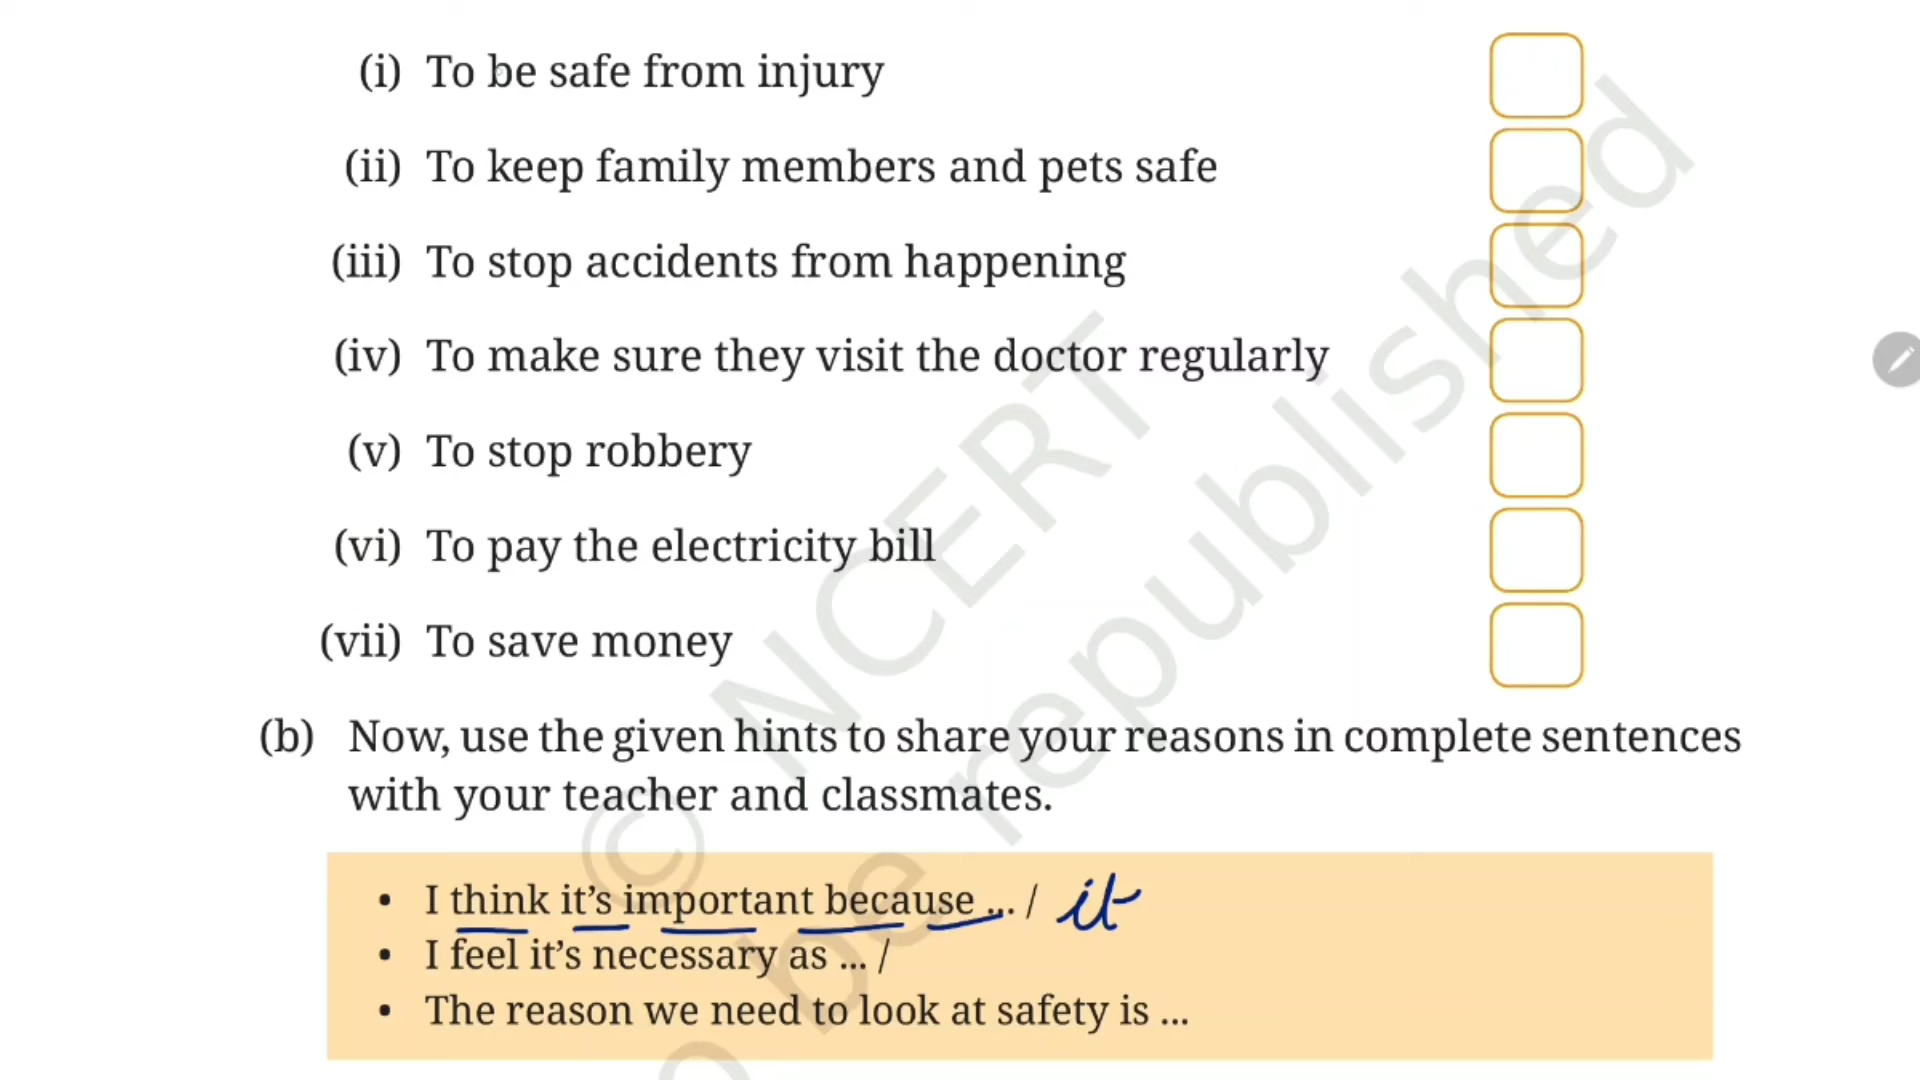 (i) To be safe from injury
(ii) To keep family members and pets safe
(iii) To stop accidents from happening
(iv) To make sure they visit the doctor regularly
(v) To stop robbery
(vi) To pay the electricity bill
(vii) To save money
(b) Now, use the given hints to share your reasons in complete sentences
with your teacher and classmates.
• I think it's important because ... / it
• I feel it's necessary as ... /
• The reason we need to look at safety is ...
© NCERT
be republished